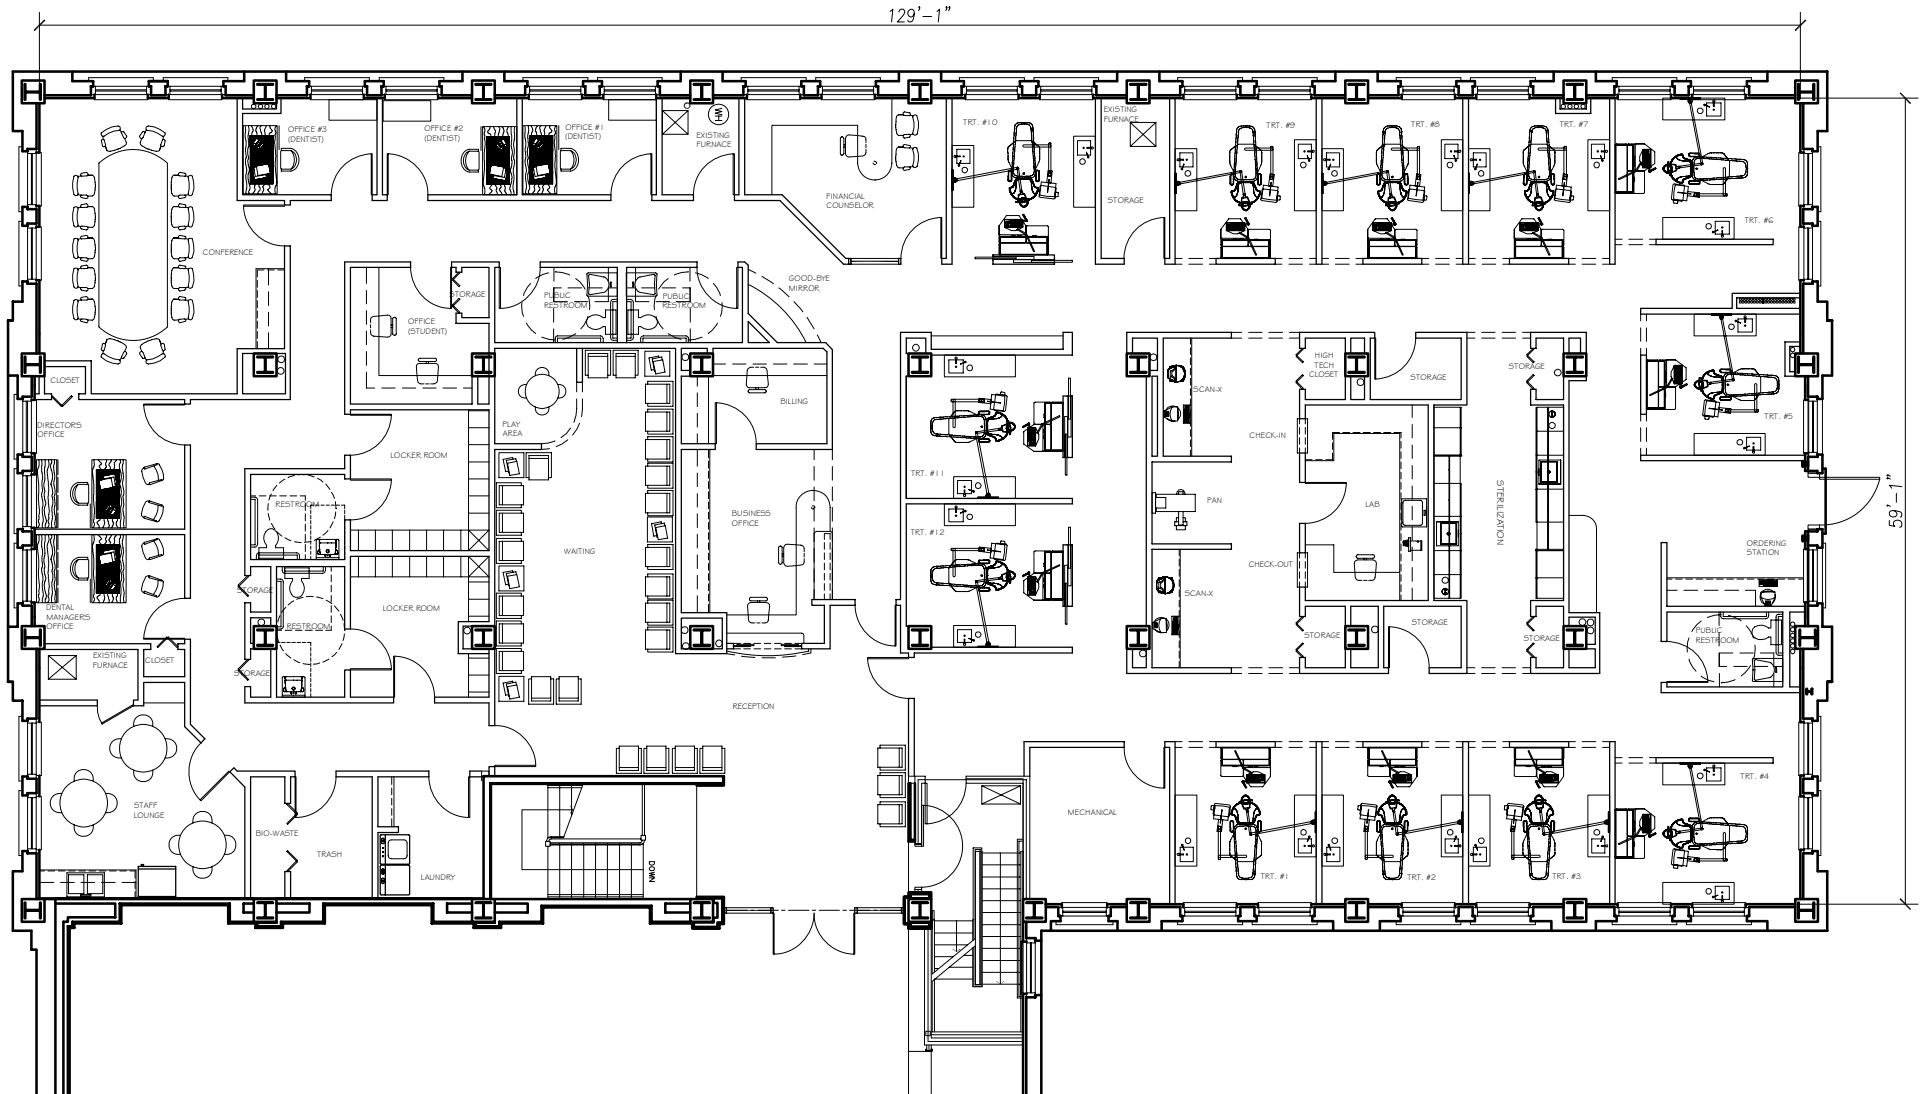 129'-1"
OFFICE #3
(DENTIST)
OFFICE #2
(DENTIST)
OFFICE #1
(DENTIST)
WH
EXISTING
FURNACE
FINANCIAL
COUNSELOR
TRT. #10
EXISTING
FURNACE
STORAGE
TRT. #9
TRT. #8
TRT. #7
TRT. #6
CONFERENCE
STORAGE
OFFICE
(STUDENT)
PUBLIC
RESTROOM
PUBLIC
RESTROOM
GOOD-BYE
MIRROR
CLOSET
DIRECTORS
OFFICE
LOCKER ROOM
PLAY
AREA
BILLING
TRT. #11
SCAN-X
HIGH
TECH
CLOSET
STORAGE
STORAGE
CHECK-IN
TRT. #5
RESTROOM
WAITING
BUSINESS
OFFICE
TRT. #12
PAN
LAB
STERILIZATION
59'-1"
ORDERING
STATION
CHECK-OUT
SCAN-X
STORAGE
DENTAL
MANAGERS
OFFICE
RESTROOM
LOCKER ROOM
STORAGE
STORAGE
STORAGE
PUBLIC
RESTROOM
EXISTING
FURNACE
CLOSET
STORAGE
RECEPTION
STAFF
LOUNGE
BIO-WASTE
TRASH
LAUNDRY
DOWN
MECHANICAL
TRT. #1
TRT. #2
TRT. #3
TRT. #4